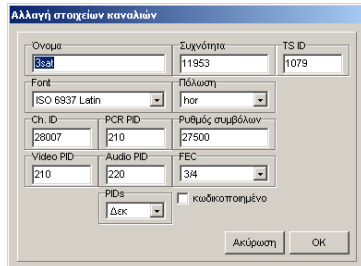 Αλλαγή στοιχείων καναλιών
Όνομα Συχνότητα TS ID
3sat 11953 1079
Font Πόλωση
ISO 6937 Latin hor
Ch. ID PCR PID Ρυθμός συμβόλων
28007 210 27500
Video PID Audio PID FEC
210 220 3/4
PIDs
Δεκ κωδικοποιημένο
Ακύρωση OK